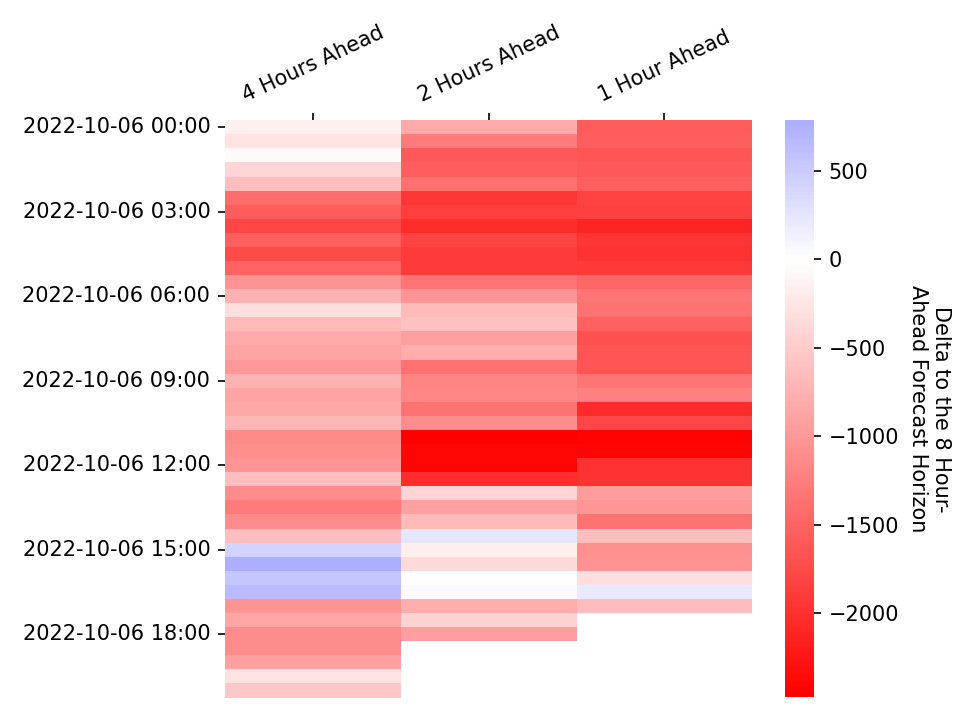 4 Hours Ahead
2 Hours Ahead
1 Hour Ahead
2022-10-06 00:00
2022-10-06 03:00
2022-10-06 06:00
2022-10-06 09:00
2022-10-06 12:00
2022-10-06 15:00
2022-10-06 18:00
500
0
−500
−1000
−1500
−2000
Delta to the 8 Hour-
Ahead Forecast Horizon